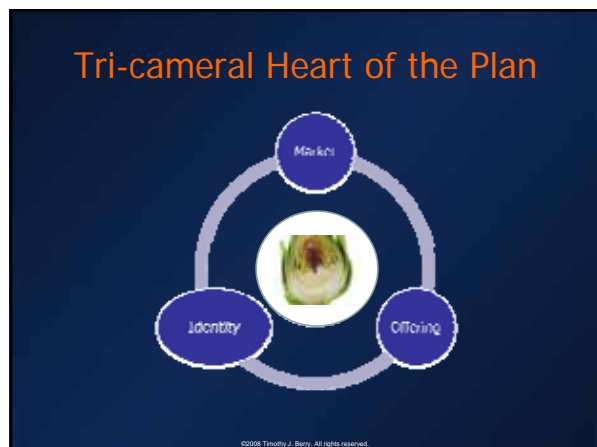 Tri-cameral Heart of the Plan
Market
Identity
Offering
©2008 Timothy J. Berry. All rights reserved.